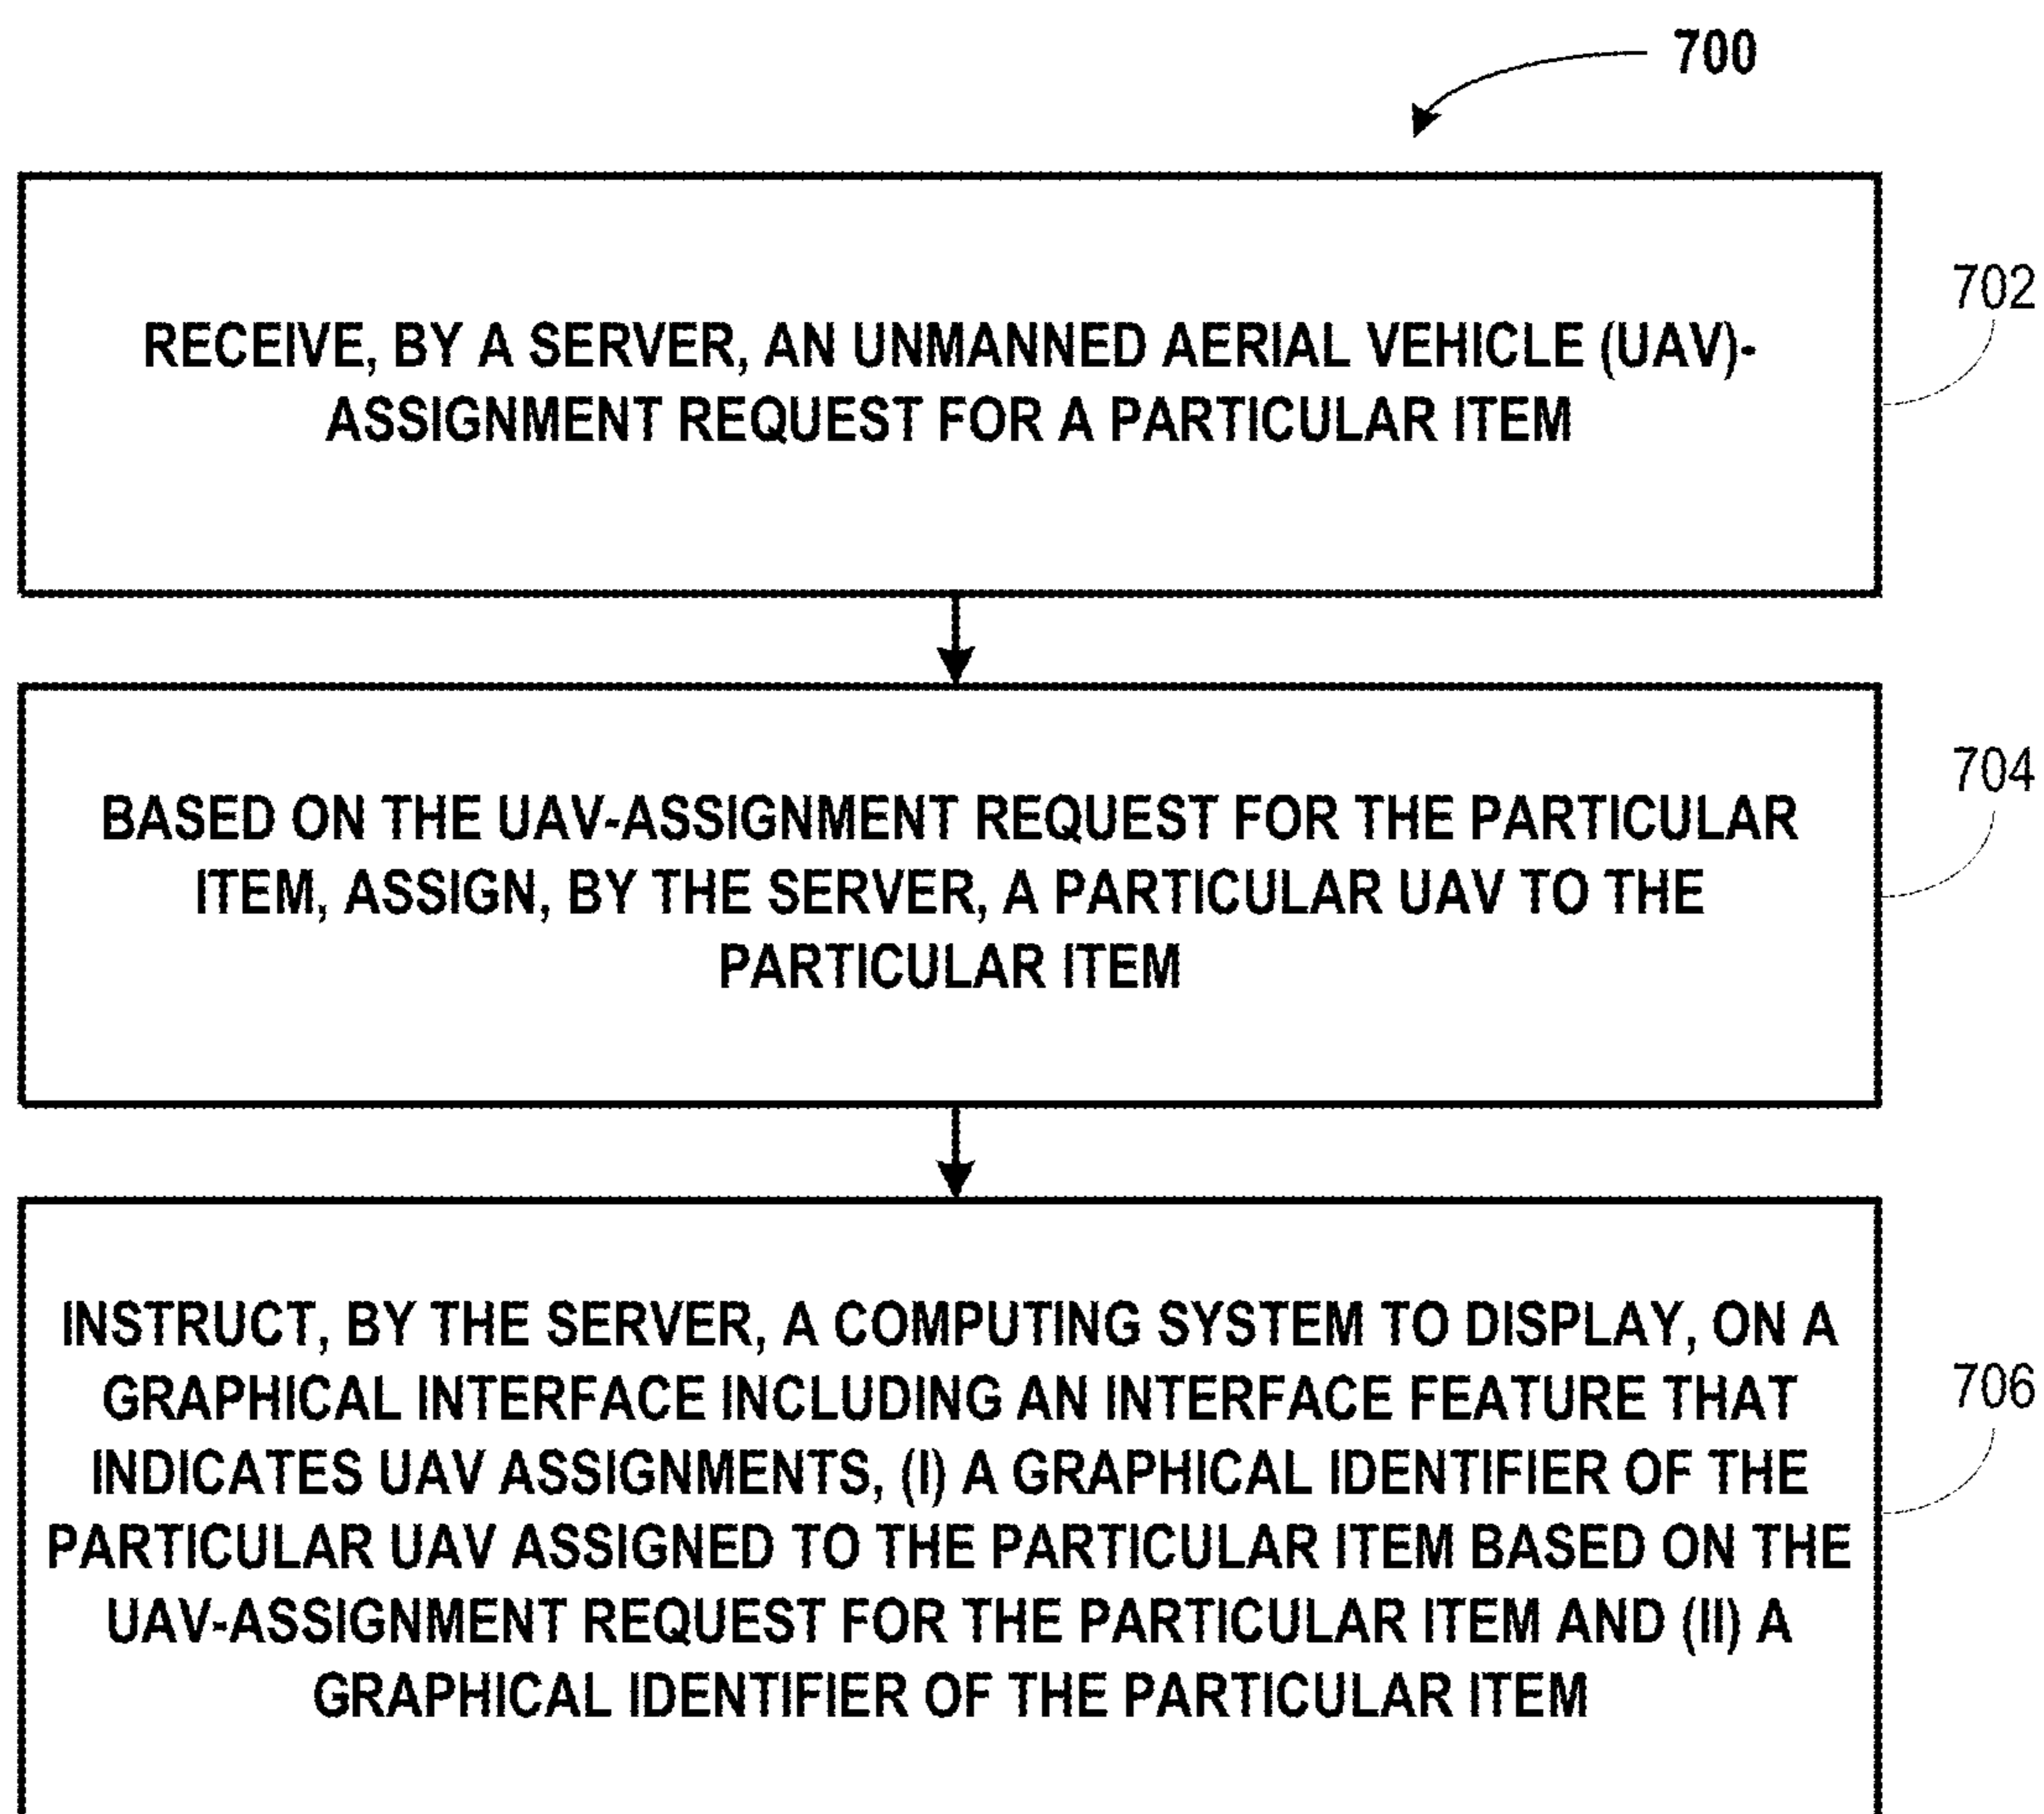 700
RECEIVE, BY A SERVER, AN UNMANNED AERIAL VEHICLE (UAV)-
ASSIGNMENT REQUEST FOR A PARTICULAR ITEM
702
BASED ON THE UAV-ASSIGNMENT REQUEST FOR THE PARTICULAR
ITEM, ASSIGN, BY THE SERVER, A PARTICULAR UAV TO THE
PARTICULAR ITEM
704
INSTRUCT, BY THE SERVER, A COMPUTING SYSTEM TO DISPLAY, ON A
GRAPHICAL INTERFACE INCLUDING AN INTERFACE FEATURE THAT
INDICATES UAV ASSIGNMENTS, (I) A GRAPHICAL IDENTIFIER OF THE
PARTICULAR UAV ASSIGNED TO THE PARTICULAR ITEM BASED ON THE
UAV-ASSIGNMENT REQUEST FOR THE PARTICULAR ITEM AND (II) A
GRAPHICAL IDENTIFIER OF THE PARTICULAR ITEM
706